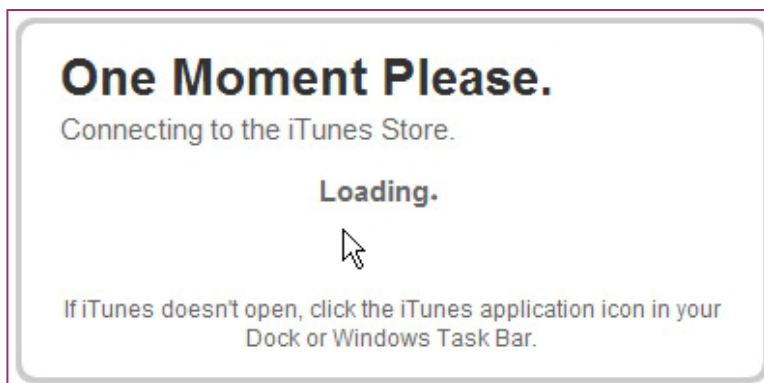 One Moment Please.
Connecting to the iTunes Store.
Loading.
If iTunes doesn't open, click the iTunes application icon in your
Dock or Windows Task Bar.